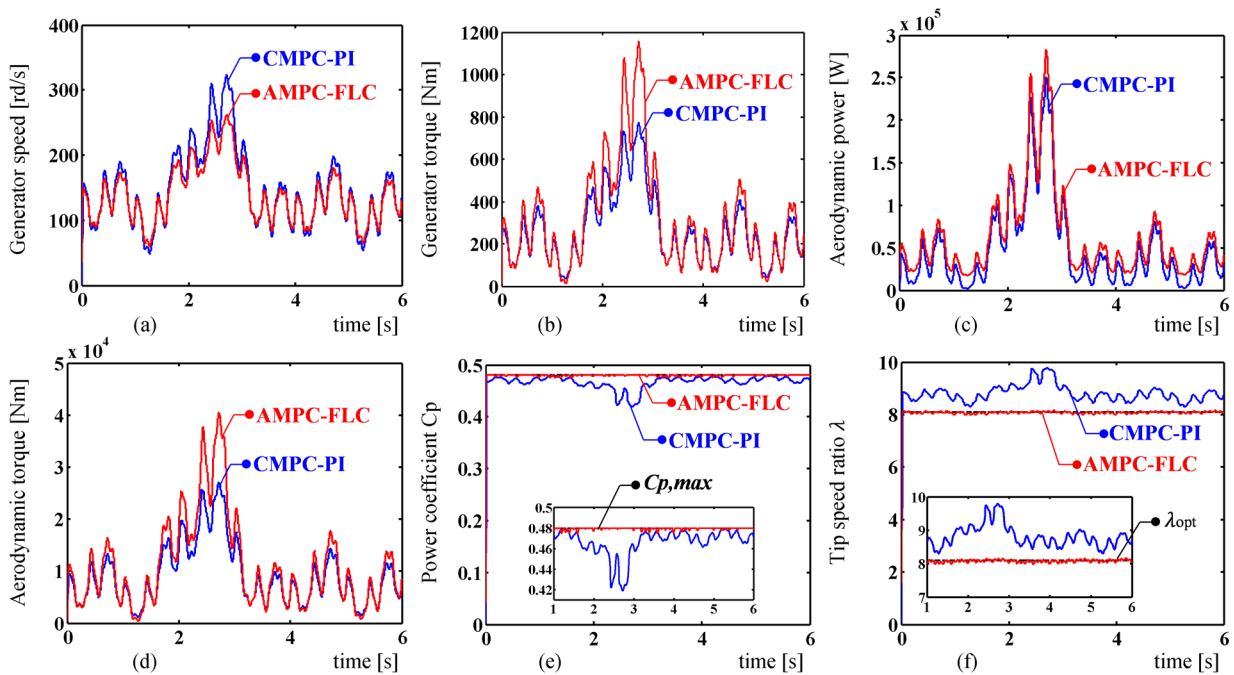 400
300
200
100
0
0
2
4
6
Generator speed [rd/s]
CMPC-PI
AMPC-FLC
(a)
time [s]
1200
1000
800
600
400
200
0
0
2
4
6
Generator torque [Nm]
AMPC-FLC
CMPC-PI
(b)
time [s]
x 10⁵
3
2.5
2
1.5
1
0.5
0
0
2
4
6
Aerodynamic power [W]
CMPC-PI
AMPC-FLC
(c)
time [s]
x 10⁴
5
4
3
2
1
0
0
2
4
6
Aerodynamic torque [Nm]
AMPC-FLC
CMPC-PI
(d)
time [s]
0.5
0.4
0.3
0.2
0.1
0
0
2
4
6
Power coefficient Cp
AMPC-FLC
CMPC-PI
Cp,max
0.5
0.48
0.46
0.44
0.42
1
2
3
4
5
6
(e)
time [s]
10
8
6
4
2
0
0
2
4
6
Tip speed ratio λ
CMPC-PI
AMPC-FLC
λopt
10
9
8
7
1
2
3
4
5
6
(f)
time [s]